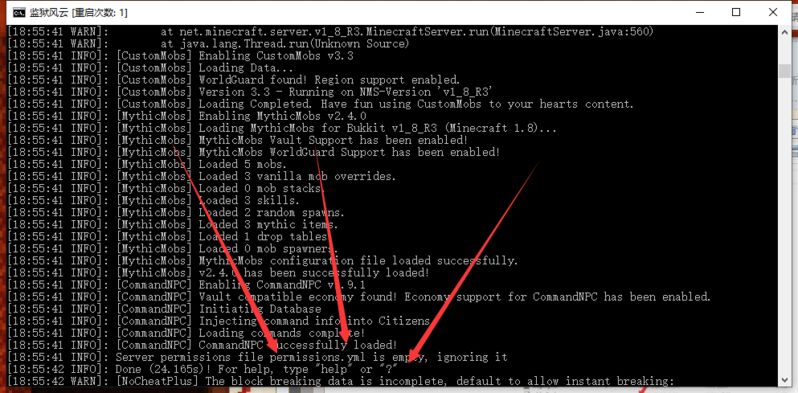 监狱风云 [重启次数: 1]
[18:55:41 WARN]: at net.minecraft.server.v1_8_R3.MinecraftServer.run(MinecraftServer.java:560)
[18:55:41 WARN]: at java.lang.Thread.run(Unknown Source)
[18:55:41 INFO]: [CustomMobs] Enabling CustomMobs v3.3
[18:55:41 INFO]: [CustomMobs] Loading Data...
[18:55:41 INFO]: [CustomMobs] WorldGuard found! Region support enabled.
[18:55:41 INFO]: [CustomMobs] Version 3.3 - Running on NMS-Version 'v1_8_R3'
[18:55:41 INFO]: [CustomMobs] Loading Completed. Have fun using CustomMobs to your hearts content.
[18:55:41 INFO]: [MythicMobs] Enabling MythicMobs v2.4.0
[18:55:41 INFO]: [MythicMobs] Loading MythicMobs for Bukkit v1_8_R3 (Minecraft 1.8)...
[18:55:41 INFO]: [MythicMobs] MythicMobs Vault Support has been enabled!
[18:55:41 INFO]: [MythicMobs] MythicMobs WorldGuard Support has been enabled!
[18:55:41 INFO]: [MythicMobs] Loaded 5 mobs.
[18:55:41 INFO]: [MythicMobs] Loaded 3 vanilla mob overrides.
[18:55:41 INFO]: [MythicMobs] Loaded 0 mob stacks.
[18:55:41 INFO]: [MythicMobs] Loaded 3 skills.
[18:55:41 INFO]: [MythicMobs] Loaded 2 random spawns.
[18:55:41 INFO]: [MythicMobs] Loaded 3 mythic items.
[18:55:41 INFO]: [MythicMobs] Loaded 1 drop tables.
[18:55:41 INFO]: [MythicMobs] Loaded 0 mob spawners.
[18:55:41 INFO]: [MythicMobs] MythicMobs configuration file loaded successfully.
[18:55:41 INFO]: [MythicMobs] v2.4.0 has been successfully loaded!
[18:55:41 INFO]: [CommandNPC] Enabling CommandNPC v1.9.1
[18:55:41 INFO]: [CommandNPC] Vault compatible economy found! Economy support for CommandNPC has been enabled.
[18:55:41 INFO]: [CommandNPC] Initiating Database
[18:55:41 INFO]: [CommandNPC] Injecting command info into Citizens.
[18:55:41 INFO]: [CommandNPC] Loading commands complete!
[18:55:41 INFO]: [CommandNPC] CommandNPC successfully loaded!
[18:55:41 INFO]: Server permissions file permissions.yml is empty, ignoring it
[18:55:42 INFO]: Done (24.165s)! For help, type "help" or "?"
[18:55:42 WARN]: [NoCheatPlus] The block breaking data is incomplete, default to allow instant breaking: